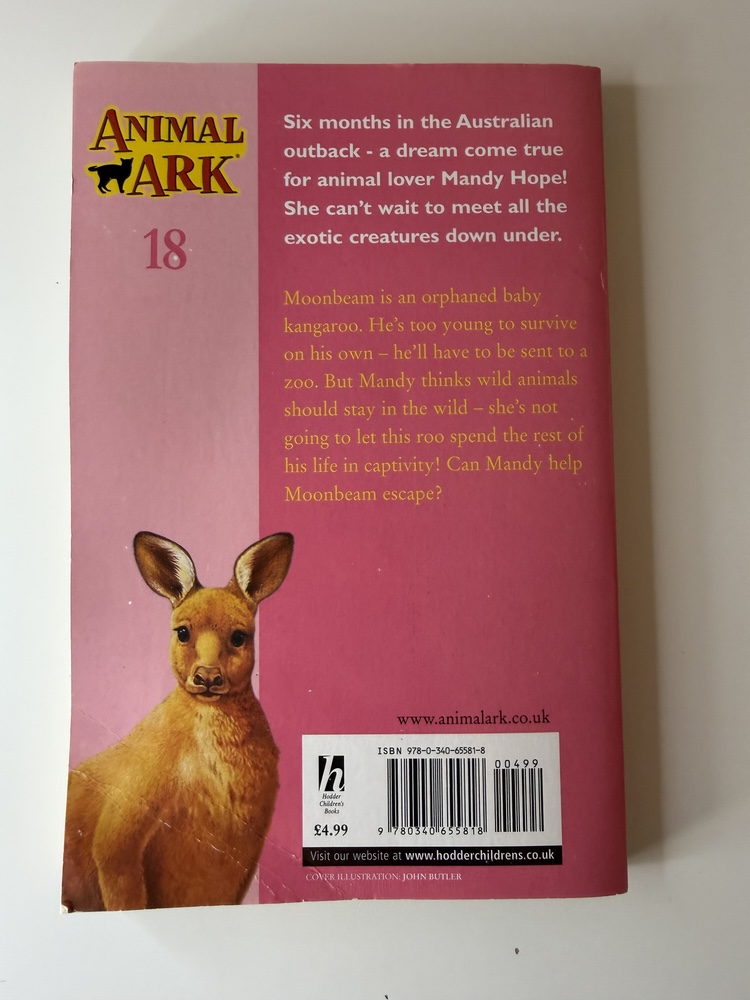 ANIMAL
ARK
18
Six months in the Australian
outback - a dream come true
for animal lover Mandy Hope!
She can't wait to meet all the
exotic creatures down under.
Moonbeam is an orphaned baby
kangaroo. He's too young to survive
on his own – he'll have to be sent to a
zoo. But Mandy thinks wild animals
should stay in the wild – she's not
going to let this roo spend the rest of
his life in captivity! Can Mandy help
Moonbeam escape?
www.animalark.co.uk
ISBN 978-0-340-65581-8
00499
h
Hodder
Children's
Books
£4.99
9 780340 655818
Visit our website at www.hodderchildrens.co.uk
COVER ILLUSTRATION: JOHN BUTLER